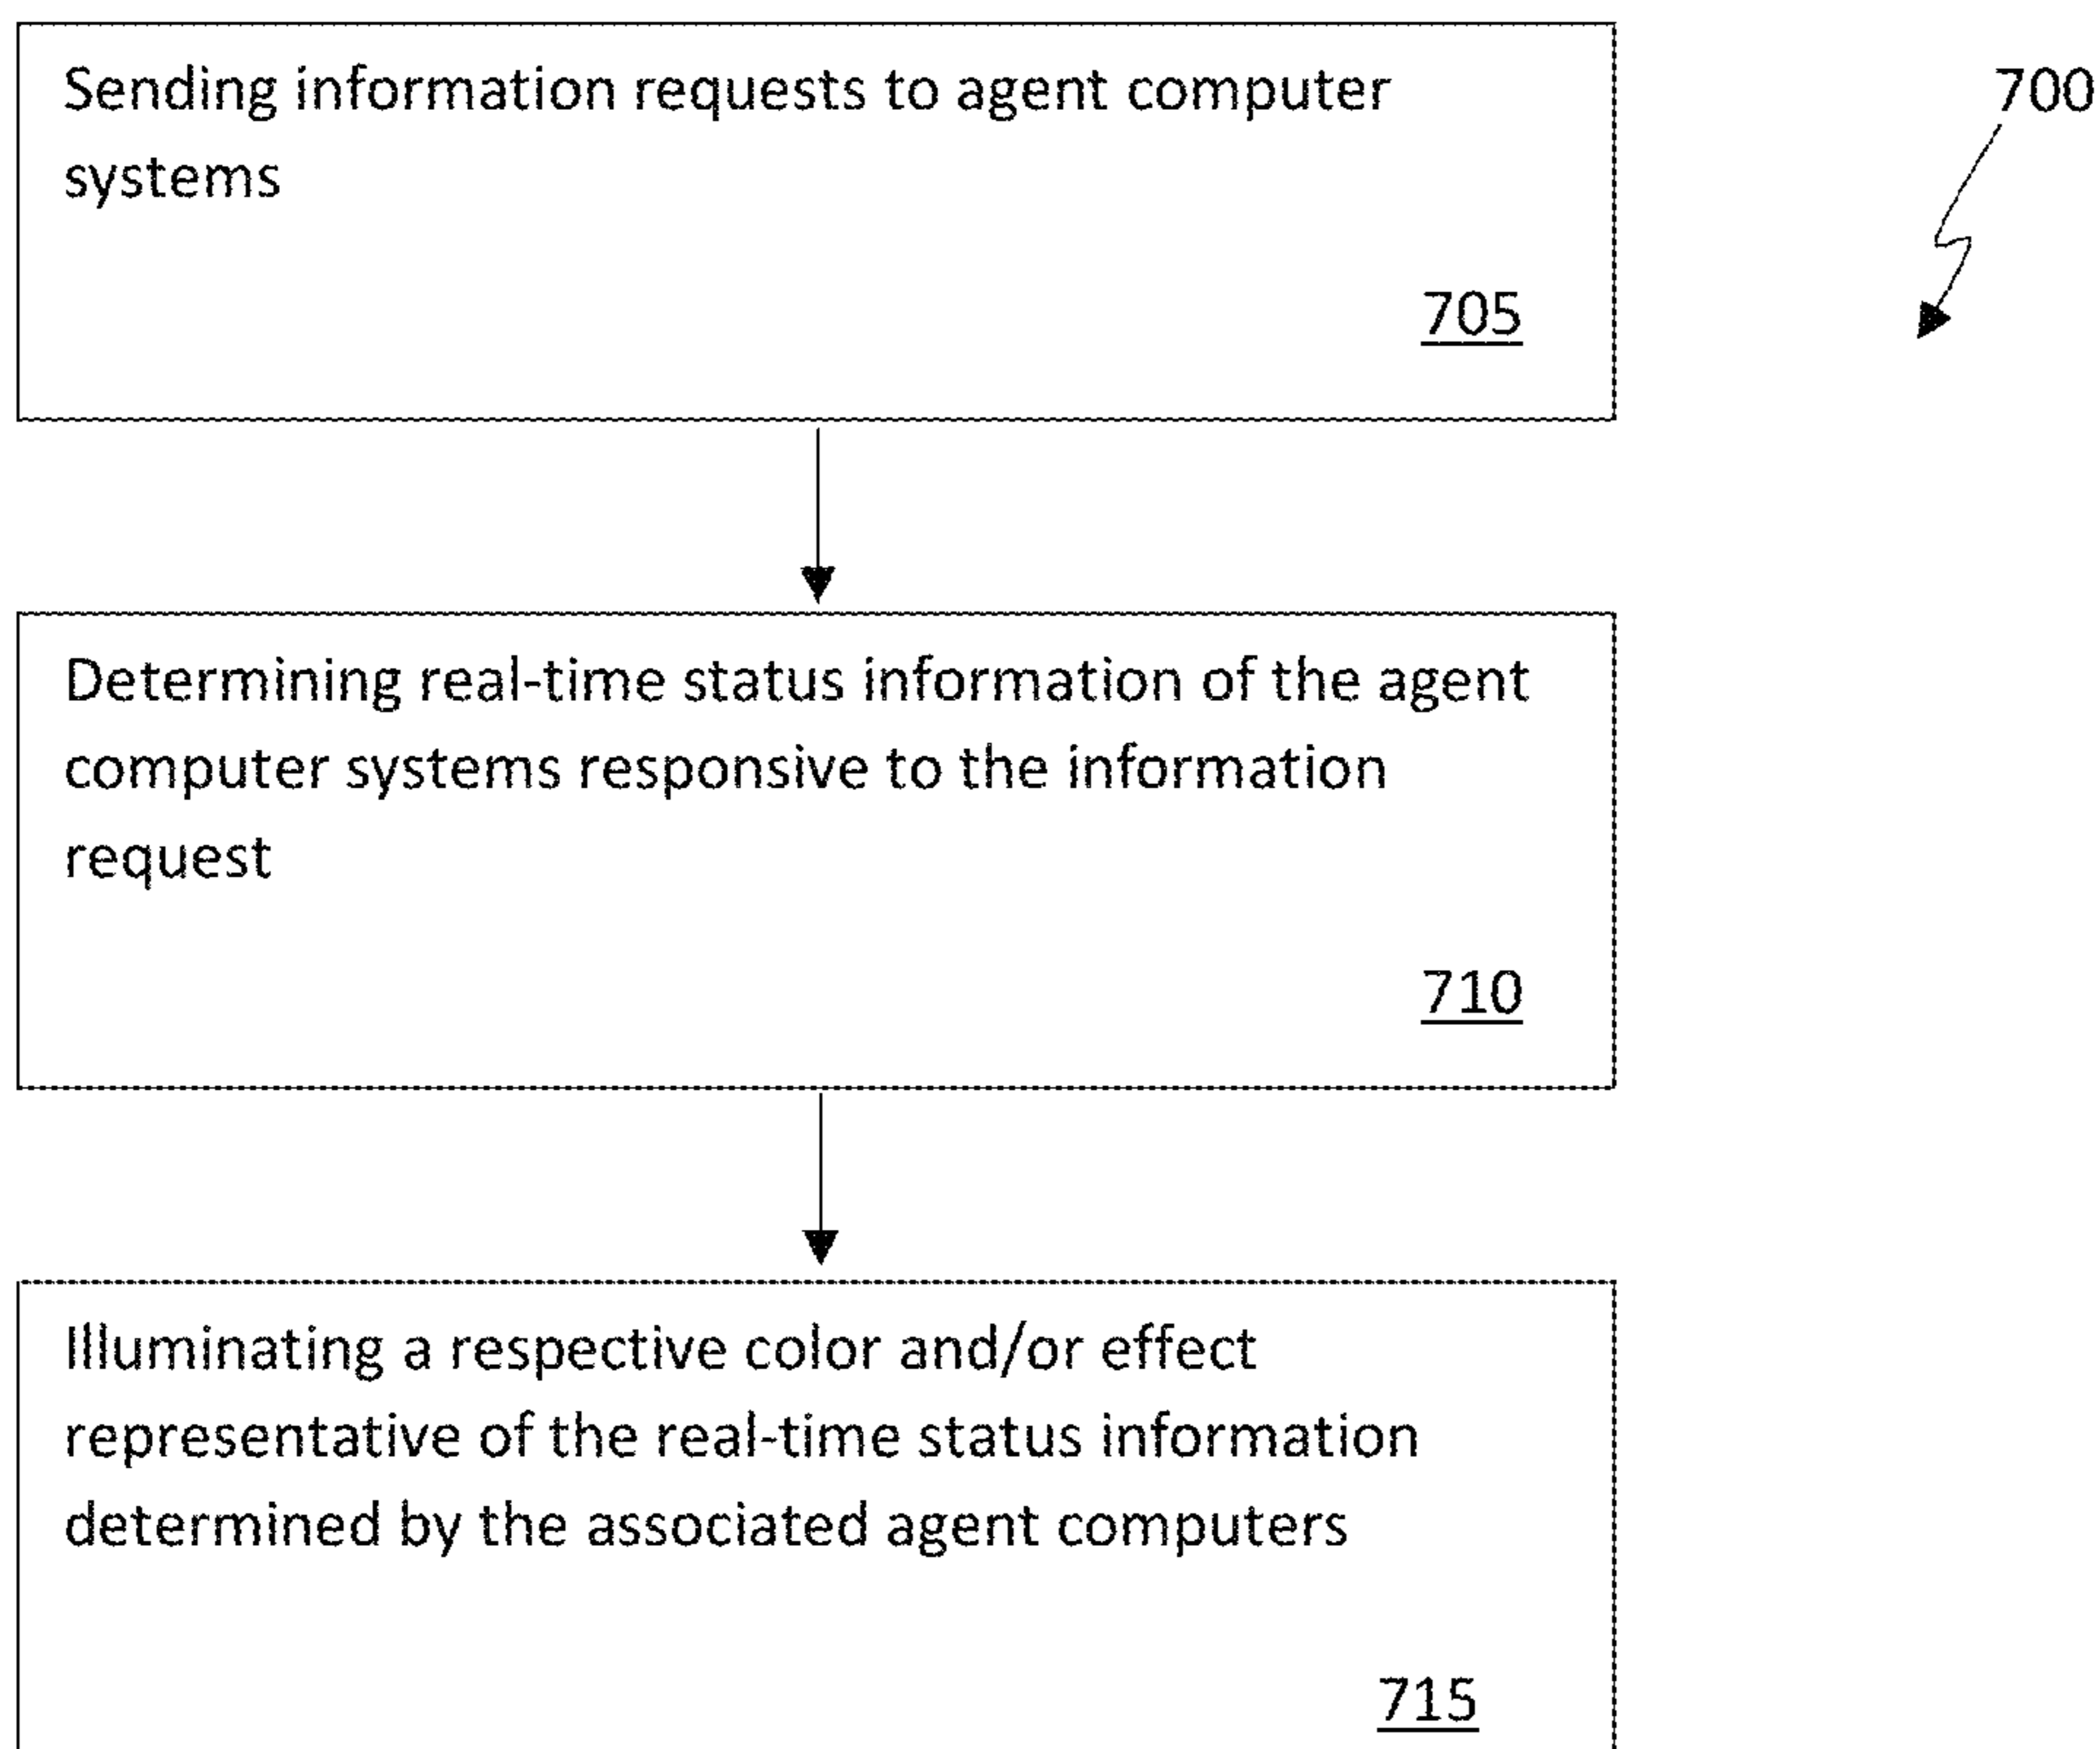 Sending information requests to agent computer
systems
705
700
Determining real-time status information of the agent
computer systems responsive to the information
request
710
Illuminating a respective color and/or effect
representative of the real-time status information
determined by the associated agent computers
715